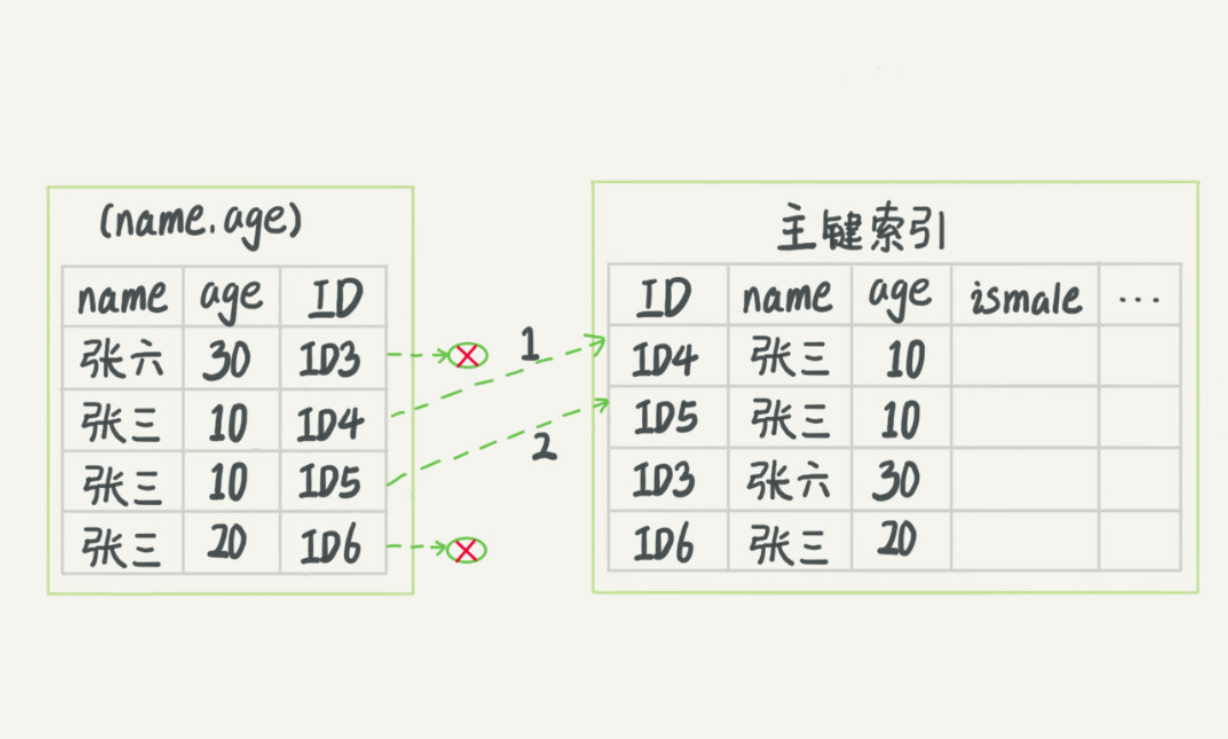 (name.age)
name age ID
张六 30 ID3
张三 10 ID4
张三 10 ID5
张三 20 ID6
1
2
主键索引
ID name age ismale ...
ID4 张三 10
ID5 张三 10
ID3 张六 30
ID6 张三 20